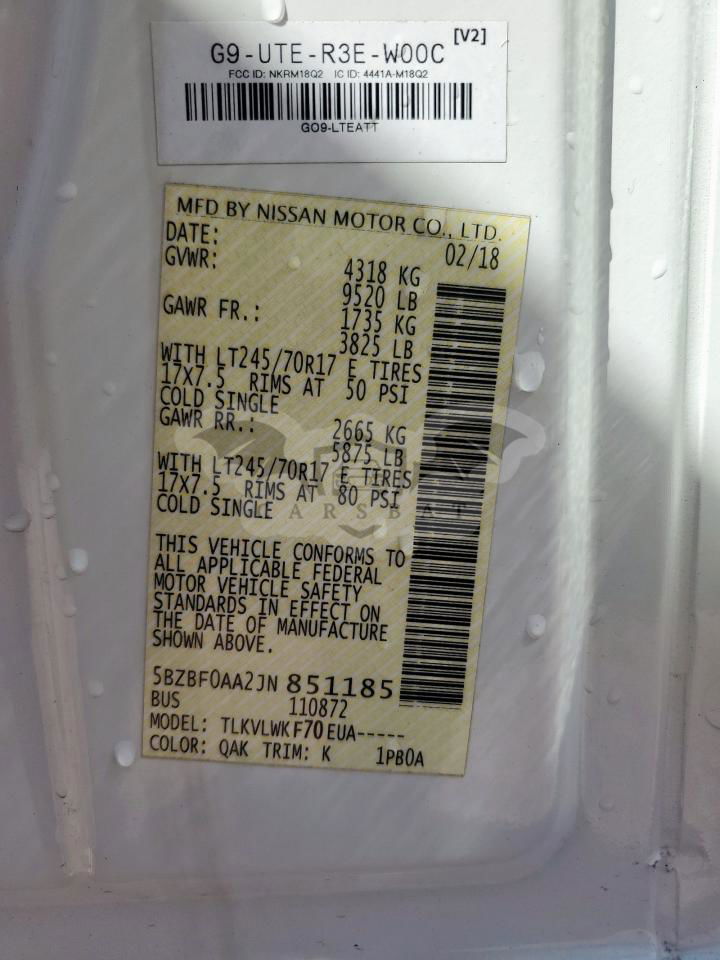 G9-UTE-R3E-W00C [V2]
FCC ID: NKRM18Q2 IC ID: 4441A-M18Q2
GO9-LTEATT
MFD BY NISSAN MOTOR CO., LTD.
DATE: 02/18
GVWR: 4318 KG
9520 LB
GAWR FR.: 1735 KG
3825 LB
WITH LT245/70R17 E TIRES
17X7.5 RIMS AT 50 PSI
COLD SINGLE
GAWR RR.: 2665 KG
5875 LB
WITH LT245/70R17 E TIRES
17X7.5 RIMS AT 80 PSI
COLD SINGLE
CARSBAT
THIS VEHICLE CONFORMS TO
ALL APPLICABLE FEDERAL
MOTOR VEHICLE SAFETY
STANDARDS IN EFFECT ON
THE DATE OF MANUFACTURE
SHOWN ABOVE.
5BZBF0AA2JN 851185
BUS 110872
MODEL: TLKVLWKF70EUA-----
COLOR: QAK TRIM: K 1PB0A